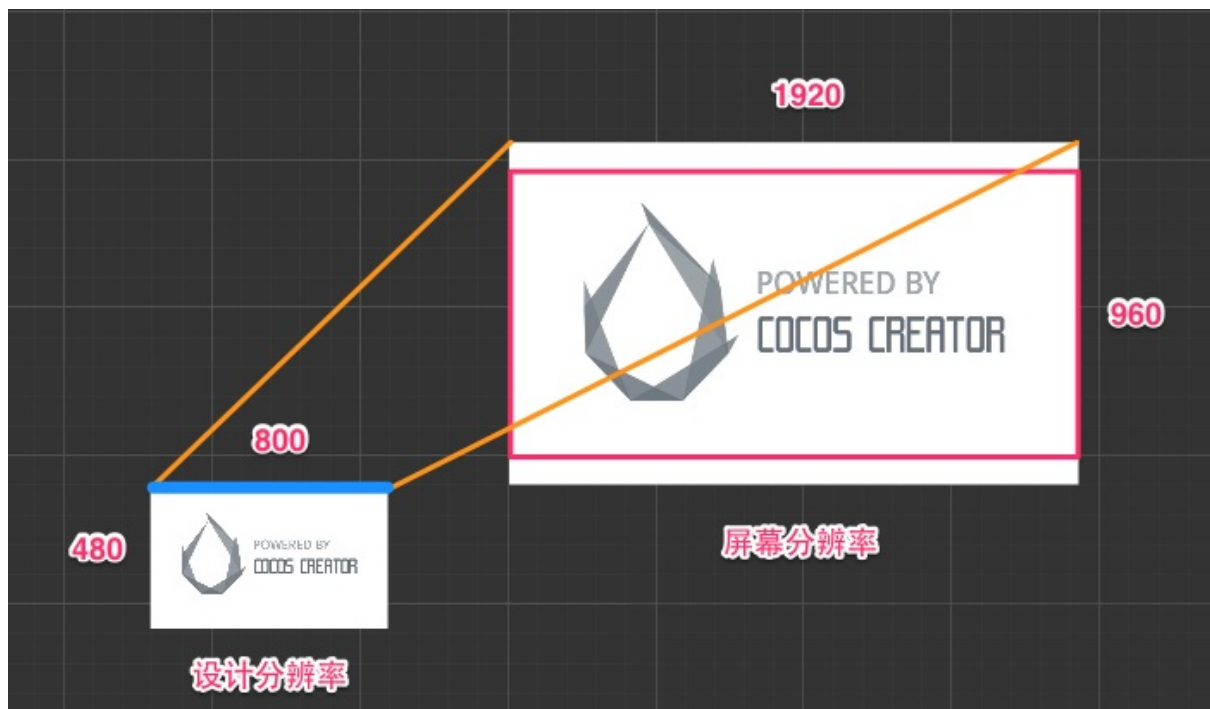 1920
POWERED BY
COCOS CREATOR
960
800
480
POWERED BY
COCOS CREATOR
屏幕分辨率
设计分辨率